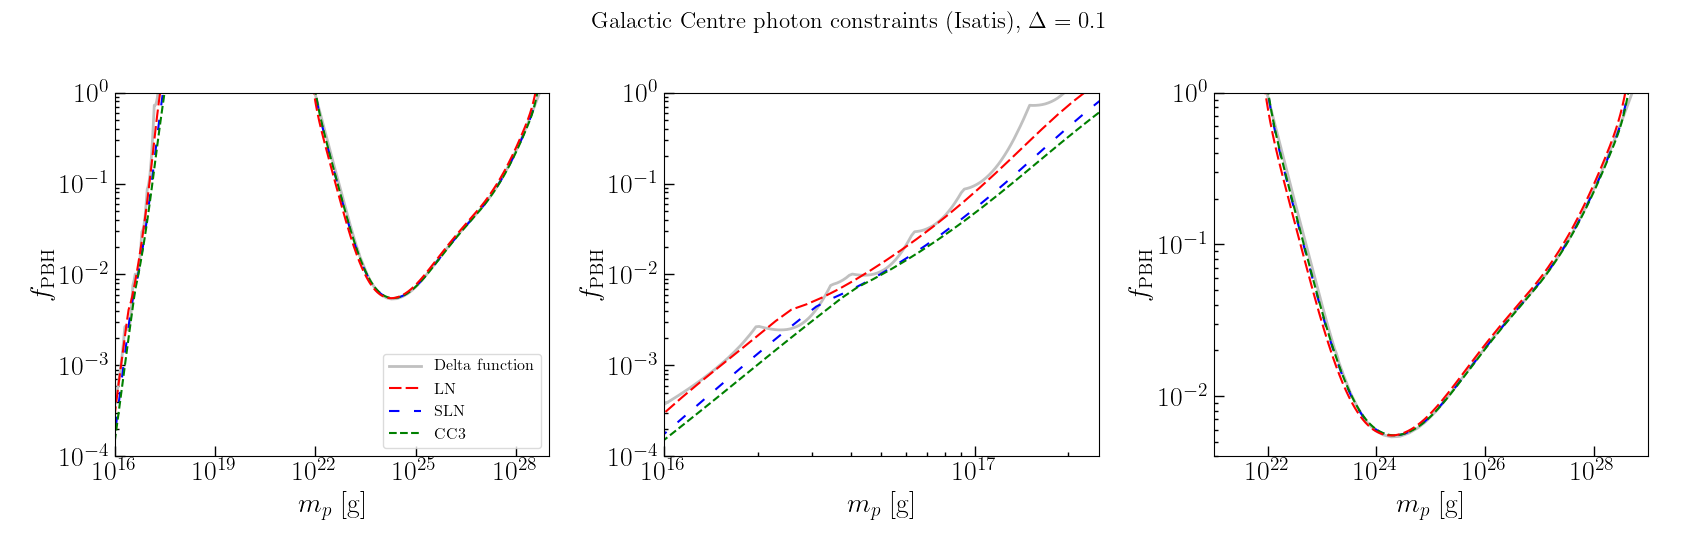 Galactic Centre photon constraints (Isatis), Δ = 0.1
f_PBH
10^0
10^−1
10^−2
10^−3
10^−4
10^16
10^19
10^22
10^25
10^28
m_p [g]
Delta function
LN
SLN
CC3
f_PBH
10^0
10^−1
10^−2
10^−3
10^−4
10^16
10^17
m_p [g]
f_PBH
10^0
10^−1
10^−2
10^22
10^24
10^26
10^28
m_p [g]